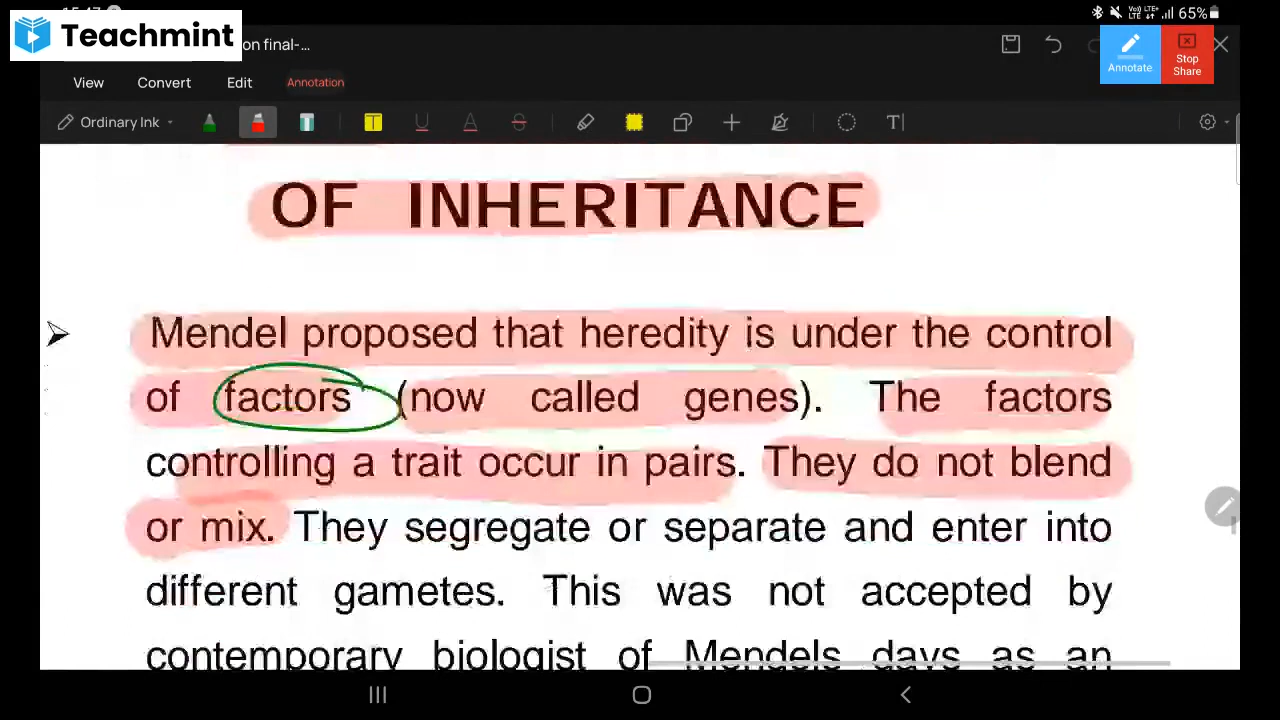 Teachmint
on final-...
65%
Annotate
Stop
Share
View Convert Edit Annotation
Ordinary Ink
OF INHERITANCE
Mendel proposed that heredity is under the control
of factors (now called genes). The factors
controlling a trait occur in pairs. They do not blend
or mix. They segregate or separate and enter into
different gametes. This was not accepted by
contemporary biologist of Mendels days as an